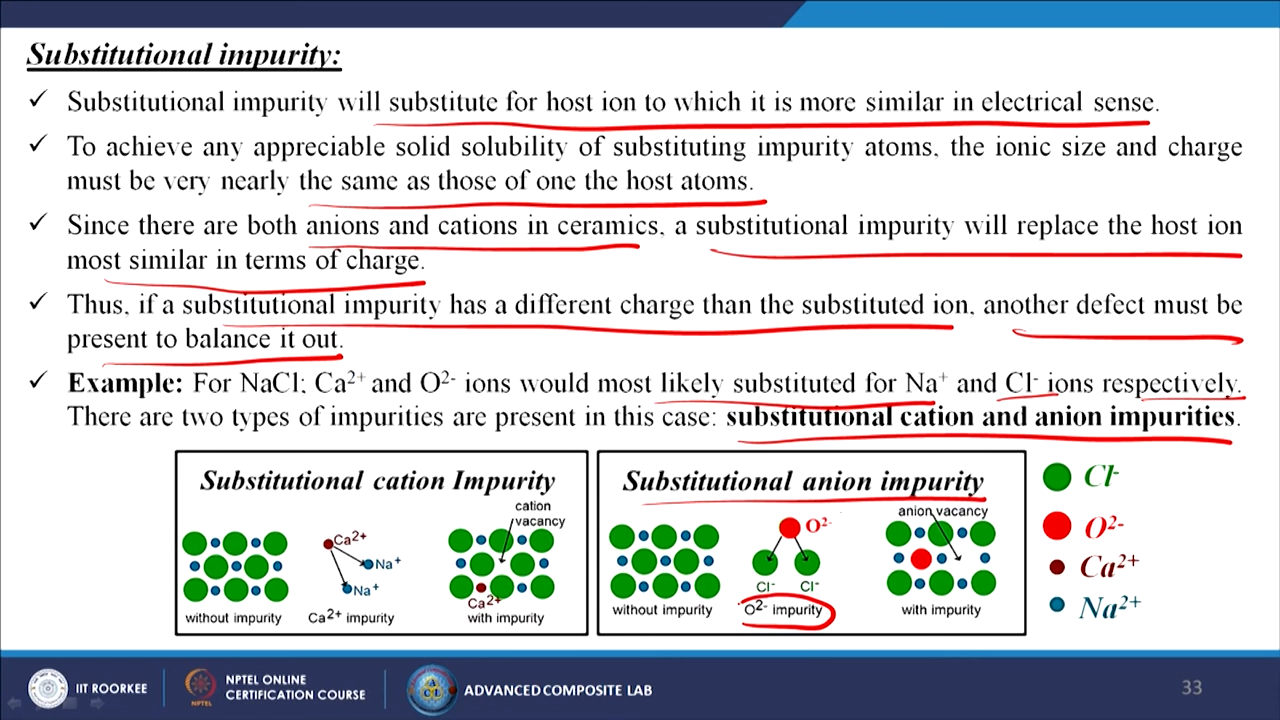 Substitutional impurity:
✓ Substitutional impurity will substitute for host ion to which it is more similar in electrical sense.
✓ To achieve any appreciable solid solubility of substituting impurity atoms, the ionic size and charge
must be very nearly the same as those of one the host atoms.
✓ Since there are both anions and cations in ceramics, a substitutional impurity will replace the host ion
most similar in terms of charge.
✓ Thus, if a substitutional impurity has a different charge than the substituted ion, another defect must be
present to balance it out.
✓ Example: For NaCl; Ca²⁺ and O²⁻ ions would most likely substituted for Na⁺ and Cl⁻ ions respectively.
There are two types of impurities are present in this case: substitutional cation and anion impurities.
Substitutional cation Impurity
cation
vacancy
Ca²⁺
Na⁺
Na⁺
Ca²⁺
without impurity
Ca²⁺ impurity
with impurity
Substitutional anion impurity
anion vacancy
O²⁻
Cl⁻ Cl⁻
without impurity
O²⁻ impurity
with impurity
Cl⁻
O²⁻
Ca²⁺
Na²⁺
IIT ROORKEE
NPTEL
NPTEL ONLINE
CERTIFICATION COURSE
ACL
ADVANCED COMPOSITE LAB
33